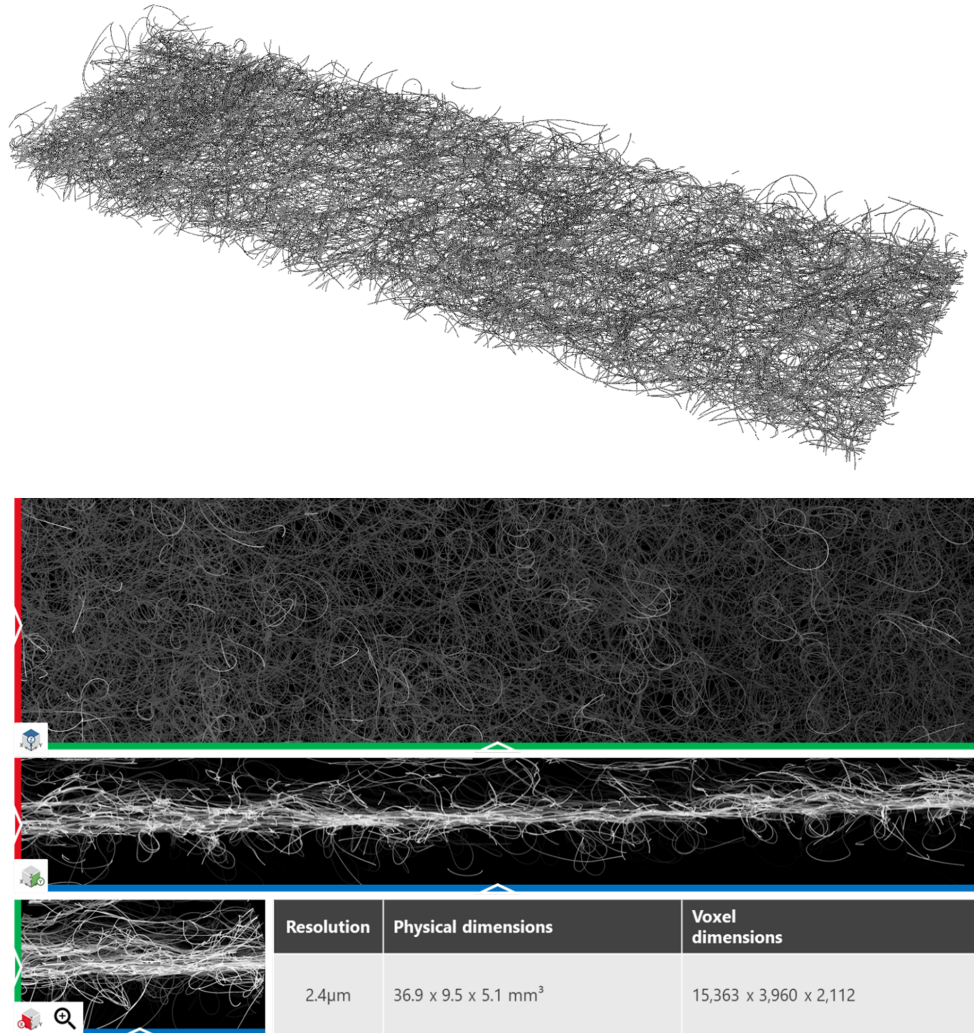 Resolution
Physical dimensions
Voxel
dimensions
2.4µm
36.9 x 9.5 x 5.1 mm³
15,363 x 3,960 x 2,112